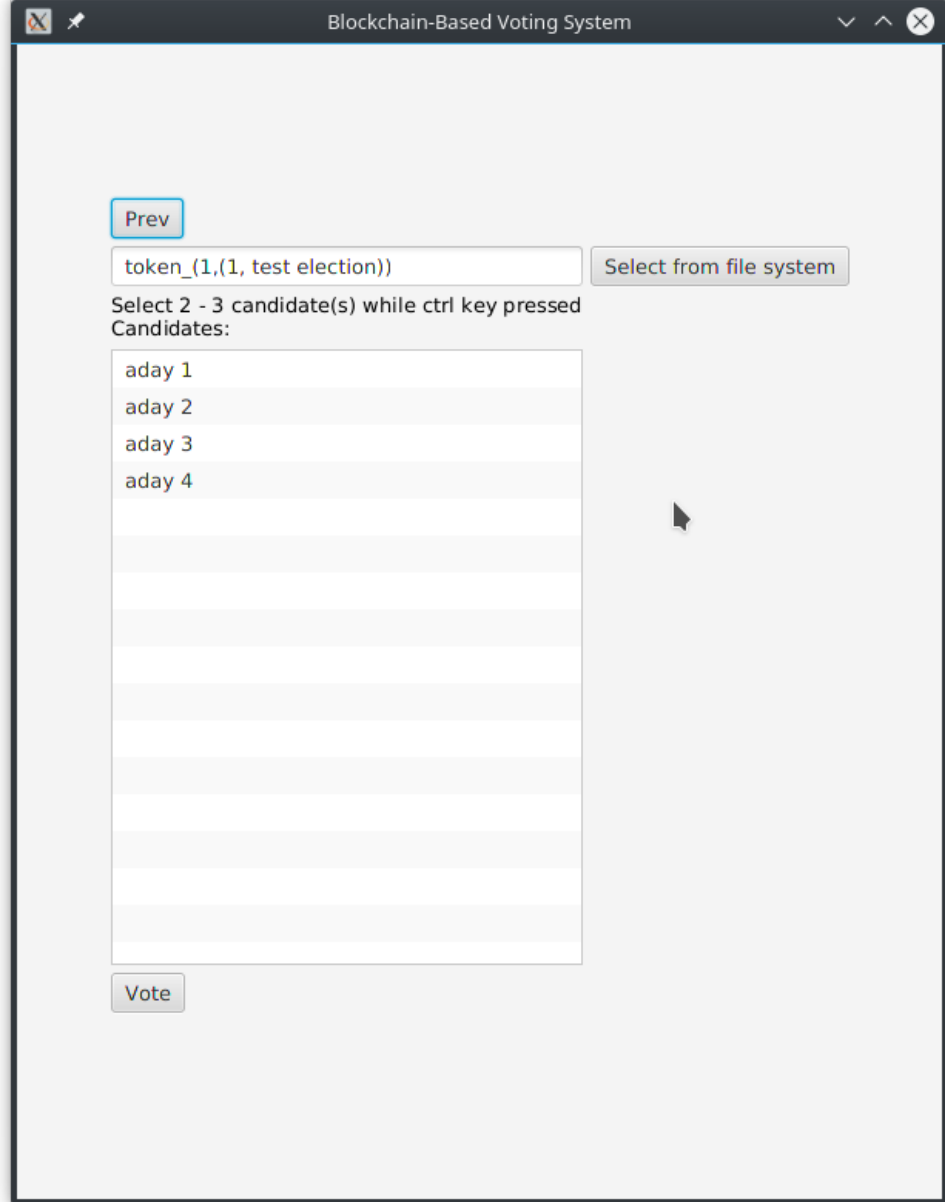 Blockchain-Based Voting System
Prev
token_(1,(1, test election)) Select from file system
Select 2 - 3 candidate(s) while ctrl key pressed
Candidates:
aday 1
aday 2
aday 3
aday 4
Vote